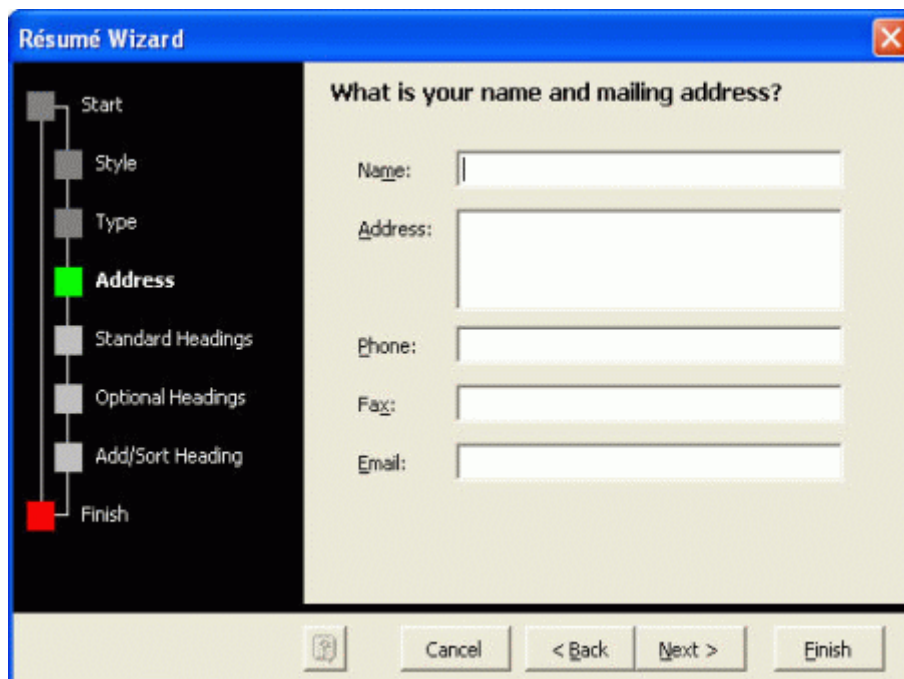 Résumé Wizard
Start
Style
Type
Address
Standard Headings
Optional Headings
Add/Sort Heading
Finish
What is your name and mailing address?
Name:
Address:
Phone:
Fax:
Email:
Cancel
< Back
Next >
Finish